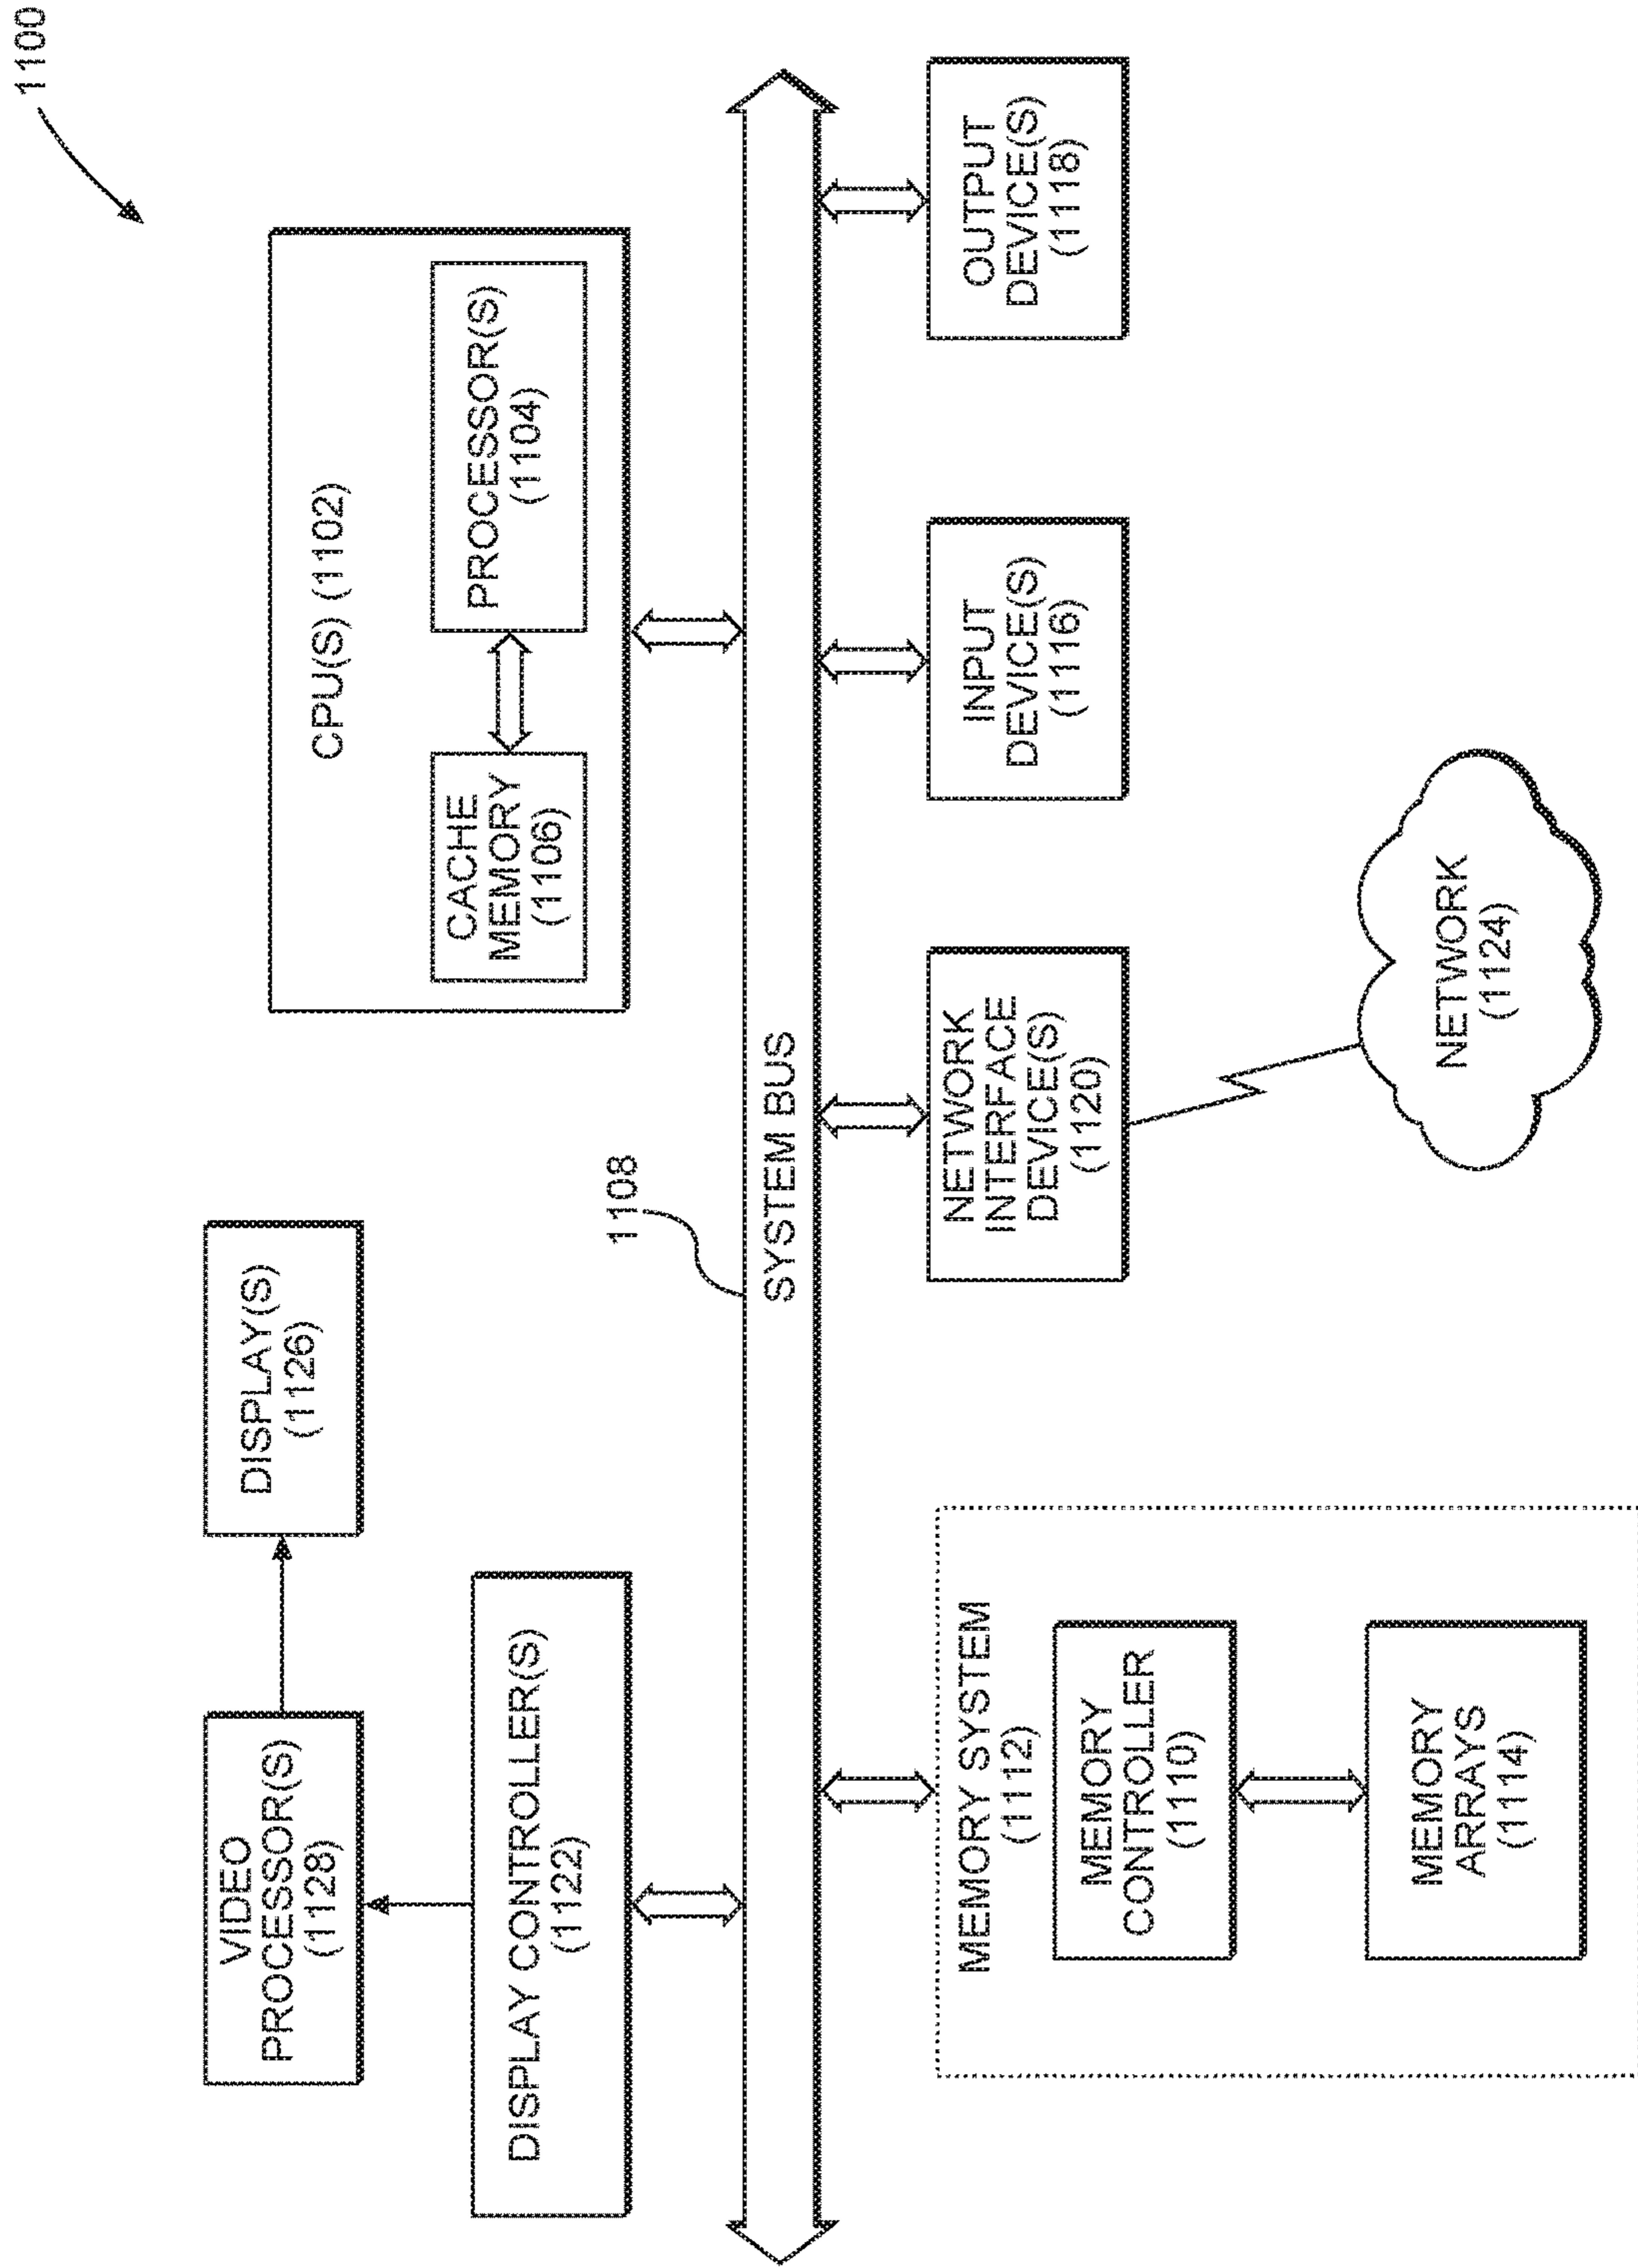 1100
CPU(S) (1102)
CACHE
MEMORY
(1106)
PROCESSOR(S)
(1104)
VIDEO
PROCESSOR(S)
(1128)
DISPLAY(S)
(1126)
DISPLAY CONTROLLER(S)
(1122)
1108
SYSTEM BUS
MEMORY SYSTEM
(1112)
MEMORY
CONTROLLER
(1110)
MEMORY
ARRAYS
(1114)
NETWORK
INTERFACE
DEVICE(S)
(1120)
INPUT
DEVICE(S)
(1116)
OUTPUT
DEVICE(S)
(1118)
NETWORK
(1124)